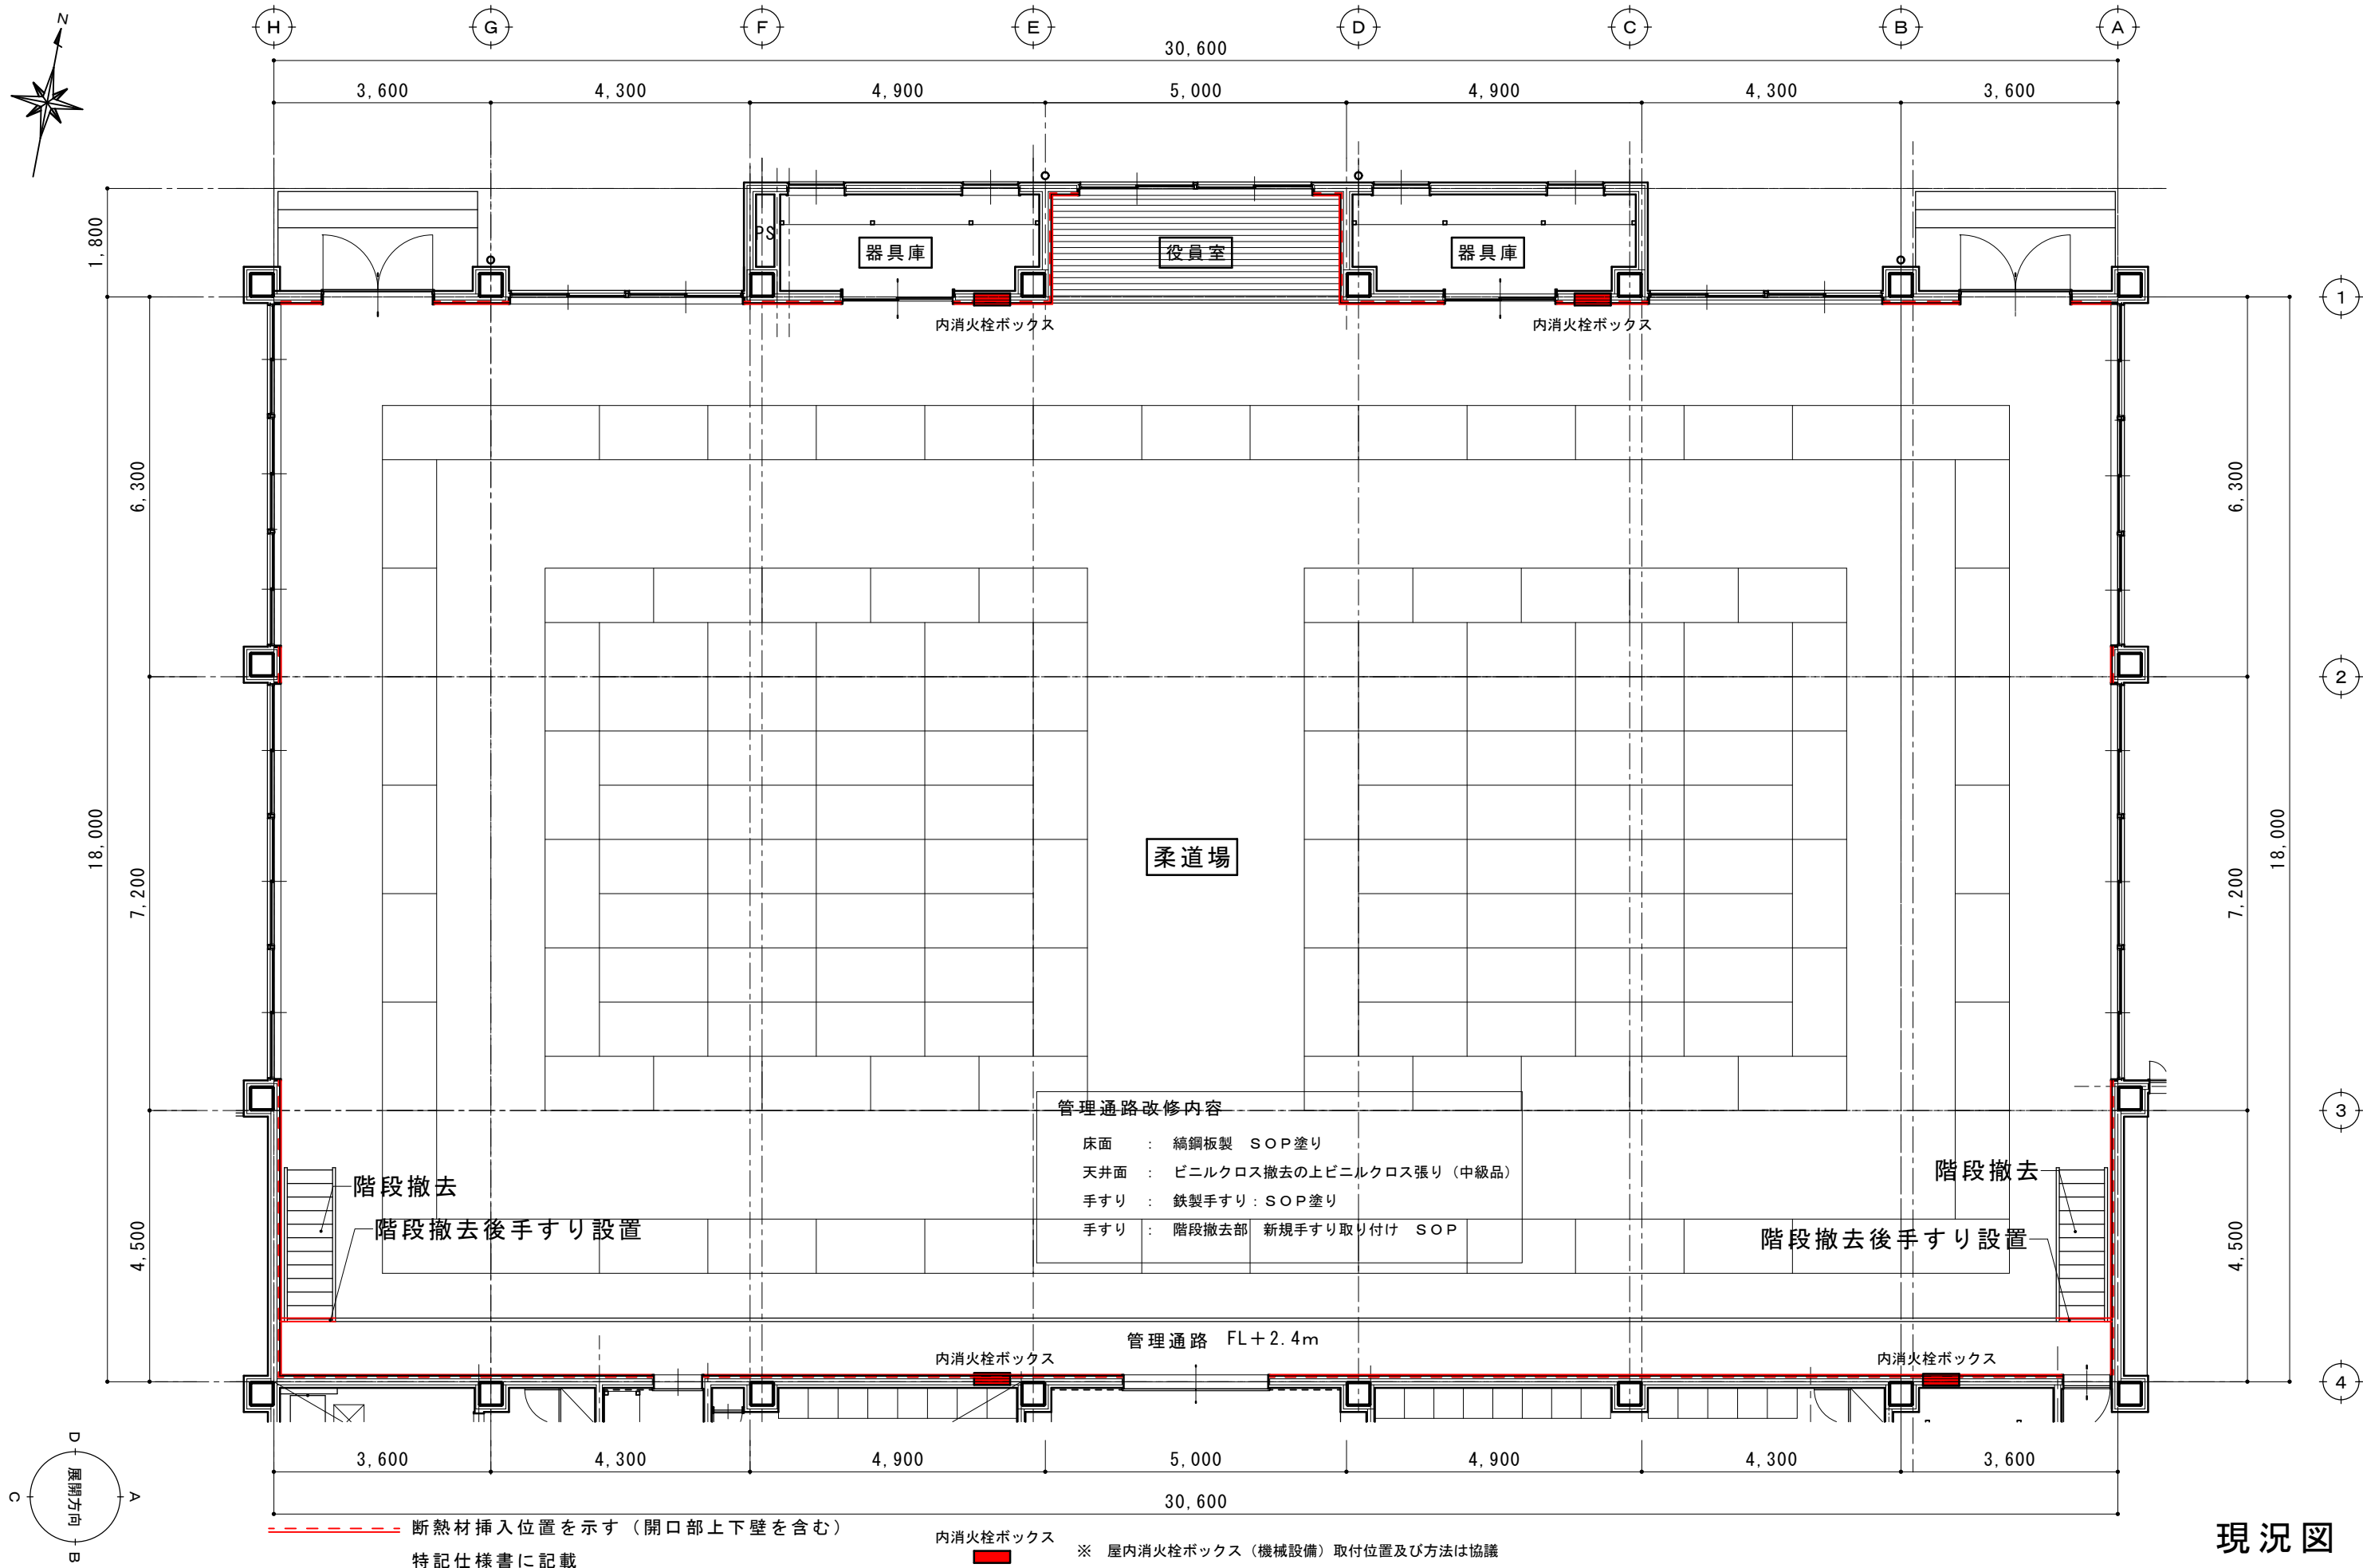 N
H G F E D C B A
30,600
3,600 4,300 4,900 5,000 4,900 4,300 3,600
1,800
PS
器具庫
役員室
器具庫
内消火栓ボックス
内消火栓ボックス
1
6,300
6,300
2
18,000
柔道場
18,000
7,200
7,200
管理通路改修内容
床面 : 縞鋼板製 SOP塗り
天井面 : ビニルクロス撤去の上ビニルクロス張り（中級品）
手すり : 鉄製手すり：SOP塗り
手すり : 階段撤去部 新規手すり取り付け SOP
3
階段撤去
階段撤去
階段撤去後手すり設置
階段撤去後手すり設置
4,500
4,500
管理通路 FL＋2.4m
内消火栓ボックス
内消火栓ボックス
4
3,600 4,300 4,900 5,000 4,900 4,300 3,600
30,600
D
C
展開方向
A
B
断熱材挿入位置を示す（開口部上下壁を含む）
特記仕様書に記載
内消火栓ボックス
※ 屋内消火栓ボックス（機械設備）取付位置及び方法は協議
現況図